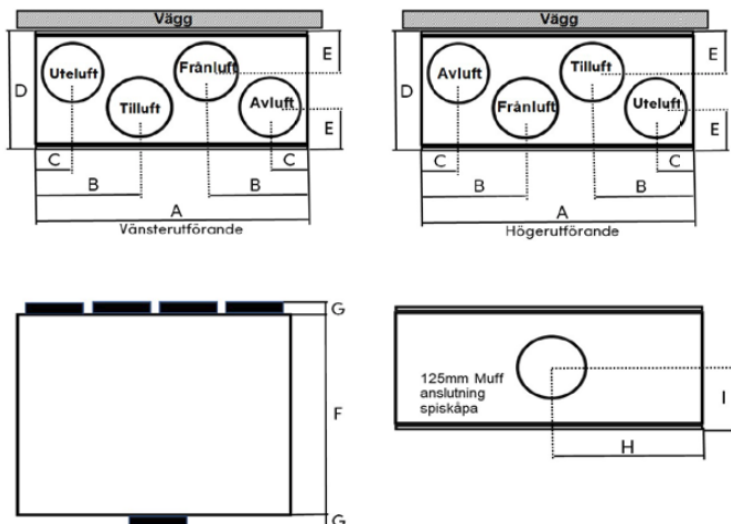 Vägg
Uteluft
Tilluft
Frånluft
Avluft
D
E
E
C
C
B
B
A
Vänsterutförande
Vägg
Avluft
Frånluft
Tilluft
Uteluft
D
E
E
C
C
B
B
A
Högerutförande
G
F
G
125mm Muff
anslutning
spiskåpa
I
H